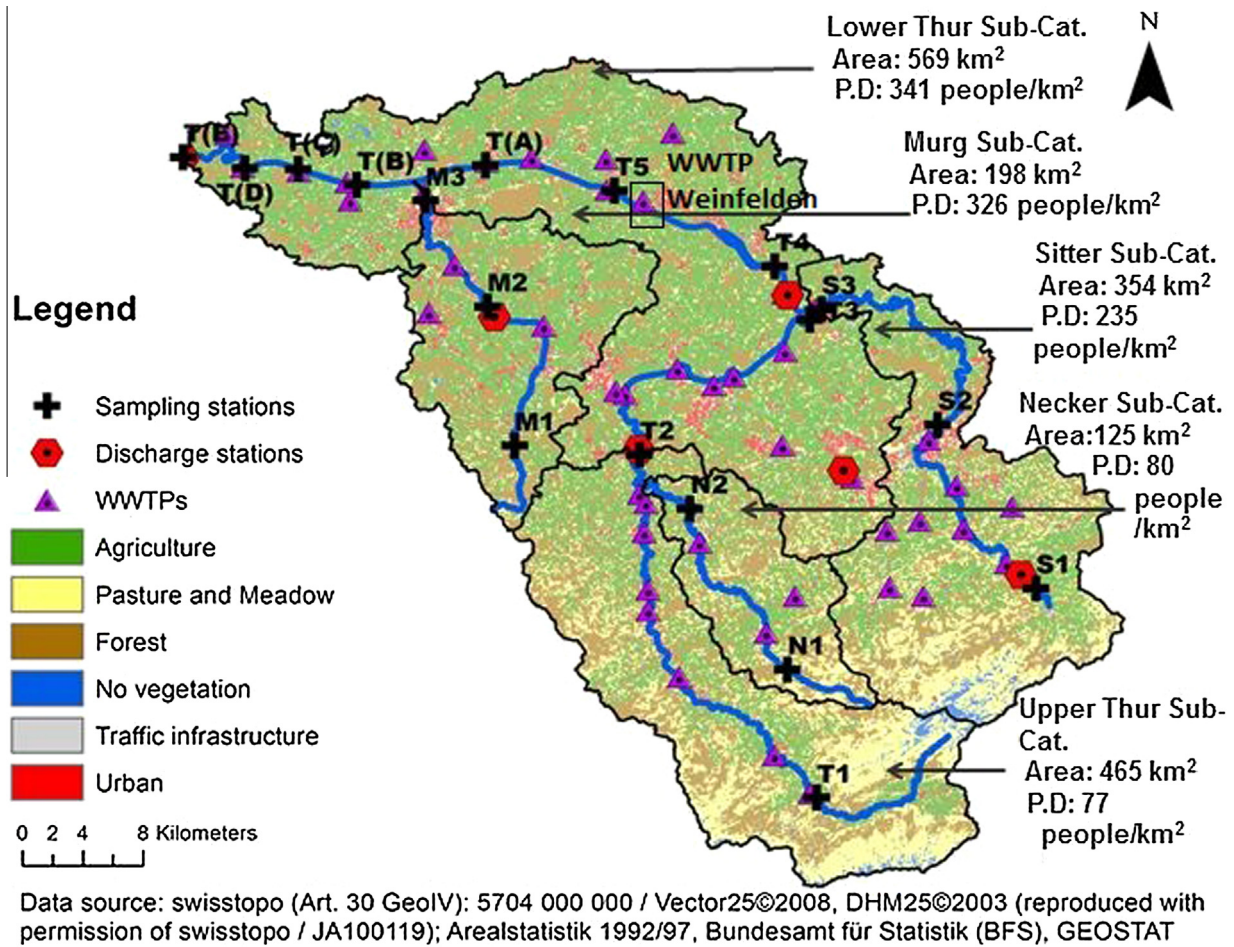 Lower Thur Sub-Cat.
Area: 569 km²
P.D: 341 people/km²
N
Murg Sub-Cat.
Area: 198 km²
P.D: 326 people/km²
Sitter Sub-Cat.
Area: 354 km²
P.D: 235
people/km²
Necker Sub-Cat.
Area:125 km²
P.D: 80
people
/km²
Upper Thur Sub-
Cat.
Area: 465 km²
P.D: 77
people/km²
T(B)
T(D)
T(C)
T(B)
M3
T(A)
T5
WWTP
Weinfelden
T4
S3
T3
M2
M1
T2
S2
N2
S1
N1
T1
Legend
Sampling stations
Discharge stations
WWTPs
Agriculture
Pasture and Meadow
Forest
No vegetation
Traffic infrastructure
Urban
0 2 4 8 Kilometers
Data source: swisstopo (Art. 30 GeoIV): 5704 000 000 / Vector25©2008, DHM25©2003 (reproduced with
permission of swisstopo / JA100119); Arealstatistik 1992/97, Bundesamt für Statistik (BFS), GEOSTAT